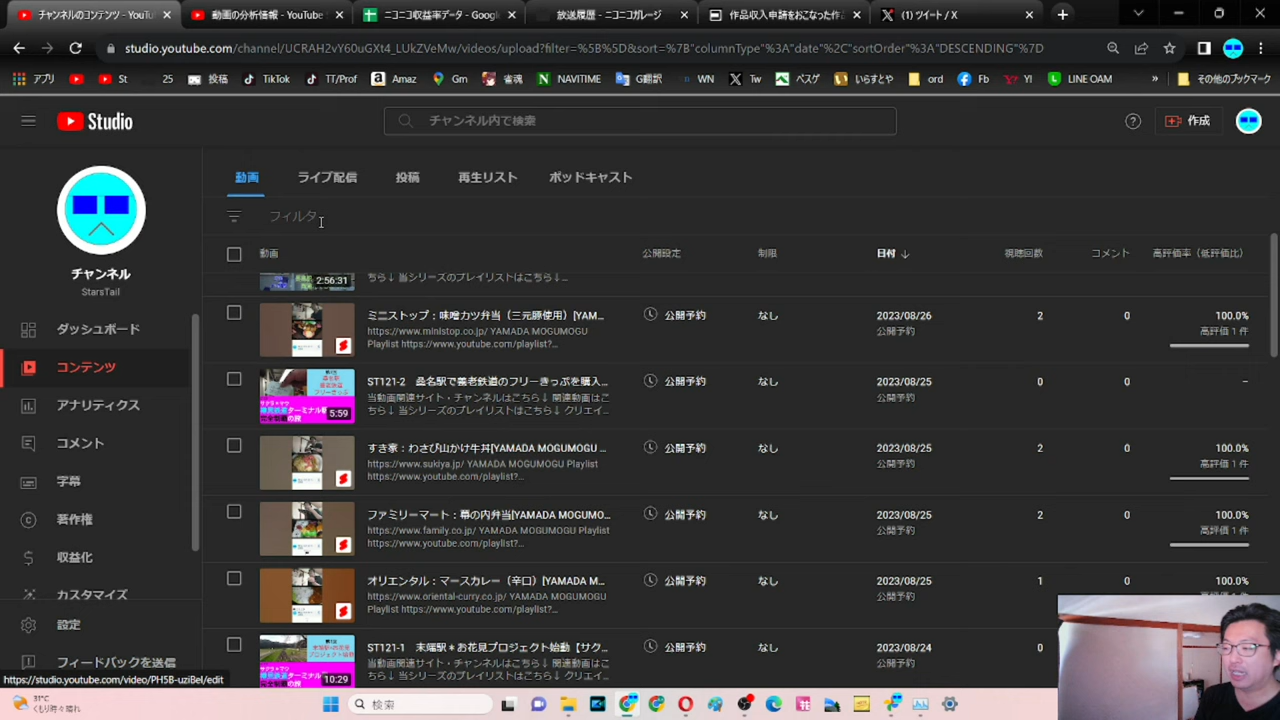 チャンネルのコンテンツ - YouTu
動画の分析情報 - YouTube S
ニコニコ収益率データ - Google
放送履歴 - ニコニコガレージ
作品収入申請をおこなった作
(1) ツイート / X
studio.youtube.com/channel/UCRAH2vY60uGXt4_LUkZVeMw/videos/upload?filter=%5B%5D&sort=%7B"columnType"%3A"date"%2C"sortOrder"%3A"DESCENDING"%7D
アプリ
St
25
投稿
TikTok
TT/Prof
Amaz
Gm
雀魂
NAVITIME
G翻訳
WN
Tw
ペスゲ
いらすとや
ord
Fb
Y!
LINE OAM
»
その他のブックマーク
Studio
チャンネル内で検索
作成
動画
ライブ配信
投稿
再生リスト
ポッドキャスト
フィルタ
チャンネル
StarsTail
ダッシュボード
コンテンツ
アナリティクス
コメント
字幕
著作権
収益化
カスタマイズ
設定
フィードバックの送信
動画
公開設定
制限
日付 ↓
視聴回数
コメント
高評価率（低評価比）
2:56:31
ちら↓ 当シリーズのプレイリストはこちら↓...
ミニストップ：味噌カツ弁当（三元豚使用）[YAM...
https://www.ministop.co.jp/ YAMADA MOGUMOGU
Playlist https://www.youtube.com/playlist?...
公開予約
なし
2023/08/26
公開予約
2
0
100.0%
高評価 1 件
5:59
ST121-2 桑名駅で養老鉄道のフリーきっぷを購入...
当動画関連サイト・チャンネルはこちら↓ 関連動画はこ
ちら↓ 当シリーズのプレイリストはこちら↓ クリエイ...
公開予約
なし
2023/08/25
公開予約
0
0
–
すき家：わさび山かけ牛丼[YAMADA MOGUMOGU ...
https://www.sukiya.jp/ YAMADA MOGUMOGU Playlist
https://www.youtube.com/playlist?...
公開予約
なし
2023/08/25
公開予約
2
0
100.0%
高評価 1 件
ファミリーマート：幕の内弁当[YAMADA MOGUMO...
https://www.family.co.jp/ YAMADA MOGUMOGU Playlist
https://www.youtube.com/playlist?...
公開予約
なし
2023/08/25
公開予約
2
0
100.0%
高評価 1 件
オリエンタル：マースカレー（辛口）[YAMADA M...
https://www.oriental-curry.co.jp/ YAMADA MOGUMOGU
Playlist https://www.youtube.com/playlist?...
公開予約
なし
2023/08/25
公開予約
1
0
100.0%
10:29
当動画関連サイト・チャンネルはこちら↓ 関連動画はこ
ちら↓ 当シリーズのプレイリストはこちら↓ クリエイ...
公開予約
なし
2023/08/24
公開予約
0
0
https://studio.youtube.com/video/PH5B-uziBeI/edit
31°C
くもり時々晴れ
検索